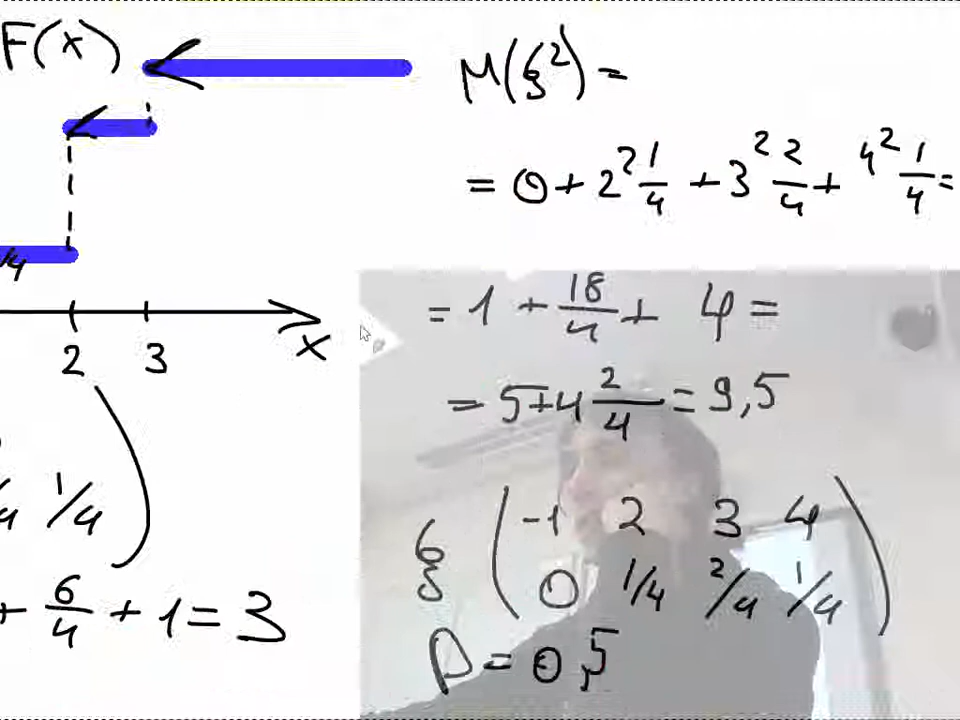 F(x)
M(ξ²) =
= 0 + 2² 1/4 + 3² 2/4 + 4² 1/4 =
= 1 + 18/4 + 4 =
2 3 x
= 5 + 4 2/4 = 9,5
1/4
ξ ( -1 2 3 4
0 1/4 2/4 1/4 )
+ 6/4 + 1 = 3
D = 0,5